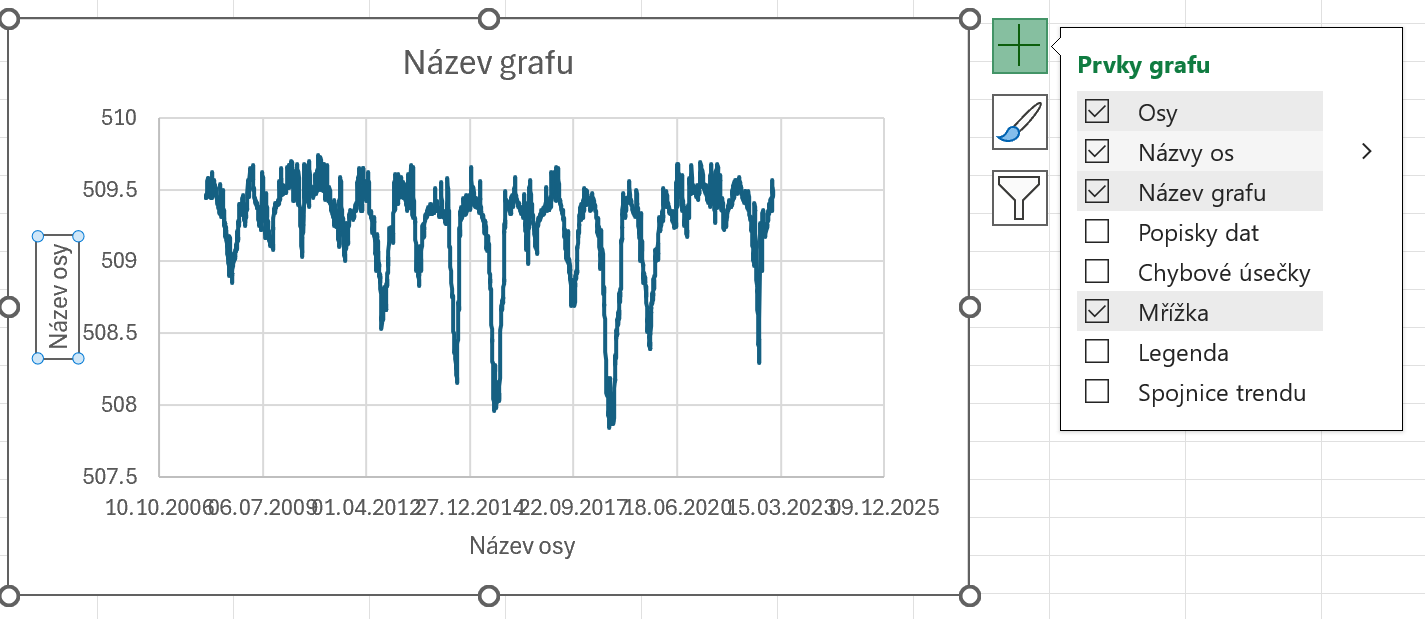 Název grafu
510
509.5
509
508.5
508
507.5
Název osy
10.10.2006 06.07.2009 01.04.2012 27.12.2014 22.09.2017 18.06.2020 15.03.2023 09.12.2025
Název osy
Prvky grafu
Osy
Názvy os
Název grafu
Popisky dat
Chybové úsečky
Mřížka
Legenda
Spojnice trendu